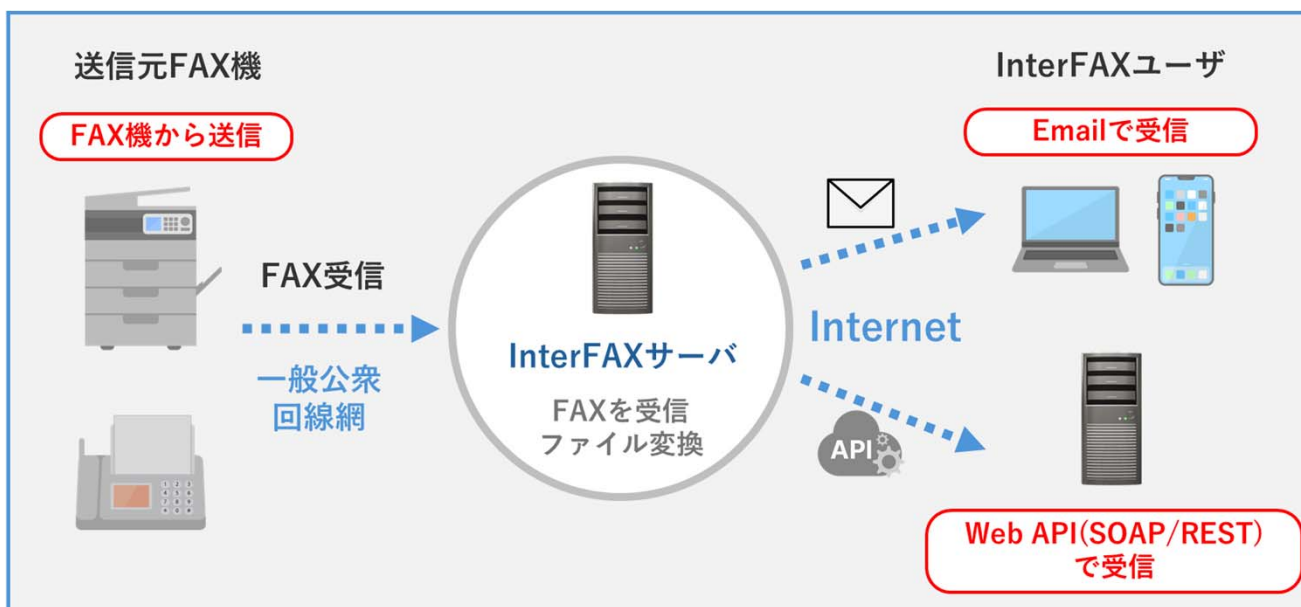 送信元FAX機
FAX機から送信
FAX受信
一般公衆
回線網
InterFAXサーバ
FAXを受信
ファイル変換
Internet
API
InterFAXユーザ
Emailで受信
Web API(SOAP/REST)
で受信